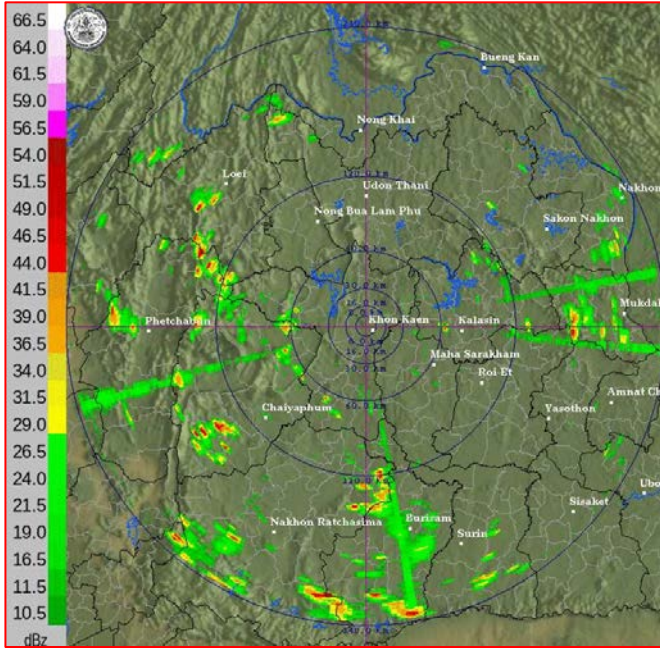 66.5
64.0
61.5
59.0
56.5
54.0
51.5
49.0
46.5
44.0
41.5
39.0
36.5
34.0
31.5
29.0
26.5
24.0
21.5
19.0
16.5
14.0
11.5
10.5
dBz
Bueng Kan
Nong Khai
Loei
Udon Thani
Nakhon
Nong Bua Lam Phu
Sakon Nakhon
Mukdah
Phetchabun
Khon Kaen
Kalasin
Maha Sarakham
Roi Et
Amnat Ch
Chaiyaphum
Yasothon
Ubo
Sisaket
Nakhon Ratchasima
Buriram
Surin